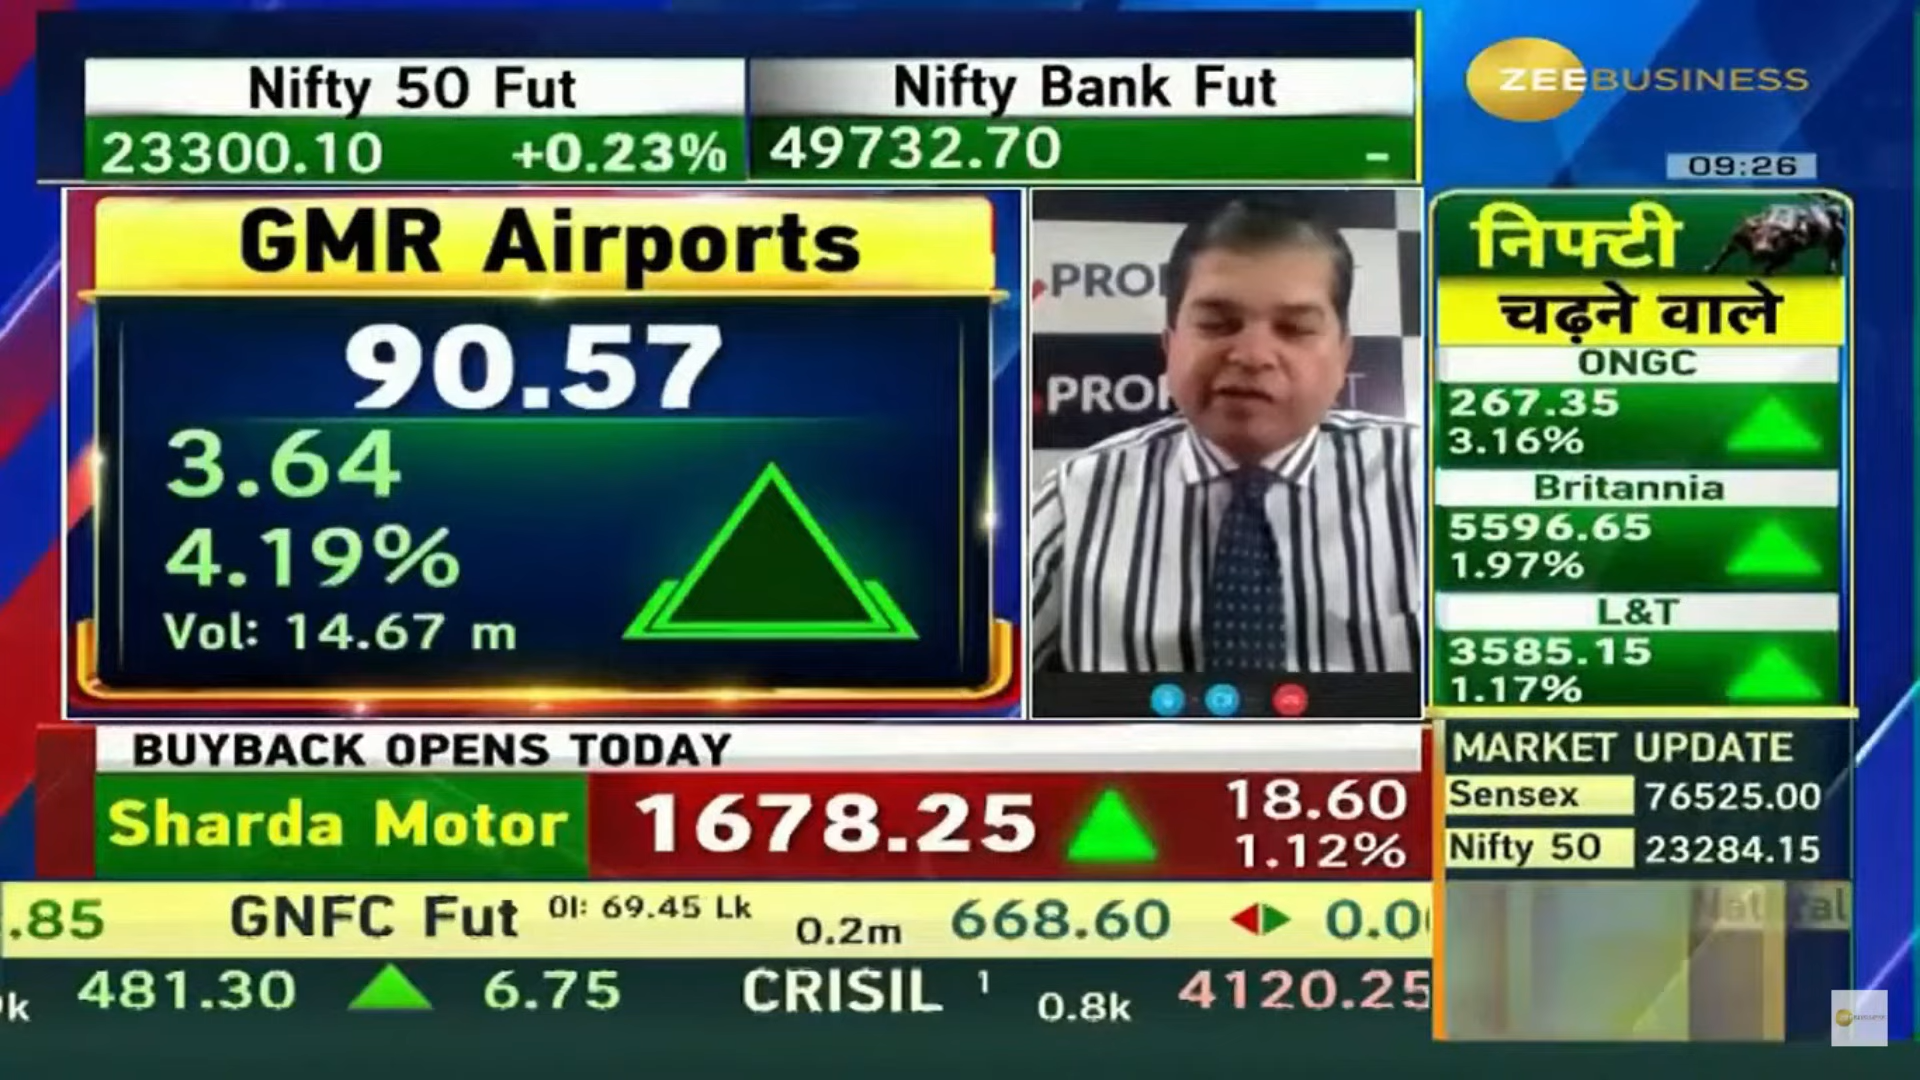 Nifty 50 Fut
23300.10 +0.23%
Nifty Bank Fut
49732.70 –
ZEEBUSINESS
09:26
GMR Airports
90.57
3.64
4.19%
Vol: 14.67 m
PRO
PRO
निफ्टी
चढ़ने वाले
ONGC
267.35
3.16%
Britannia
5596.65
1.97%
L&T
3585.15
1.17%
BUYBACK OPENS TODAY
Sharda Motor 1678.25 18.60
1.12%
MARKET UPDATE
Sensex 76525.00
Nifty 50 23284.15
.85 GNFC Fut OI: 69.45 Lk 0.2m 668.60 0.0
k 481.30 6.75 CRISIL 1 0.8k 4120.25